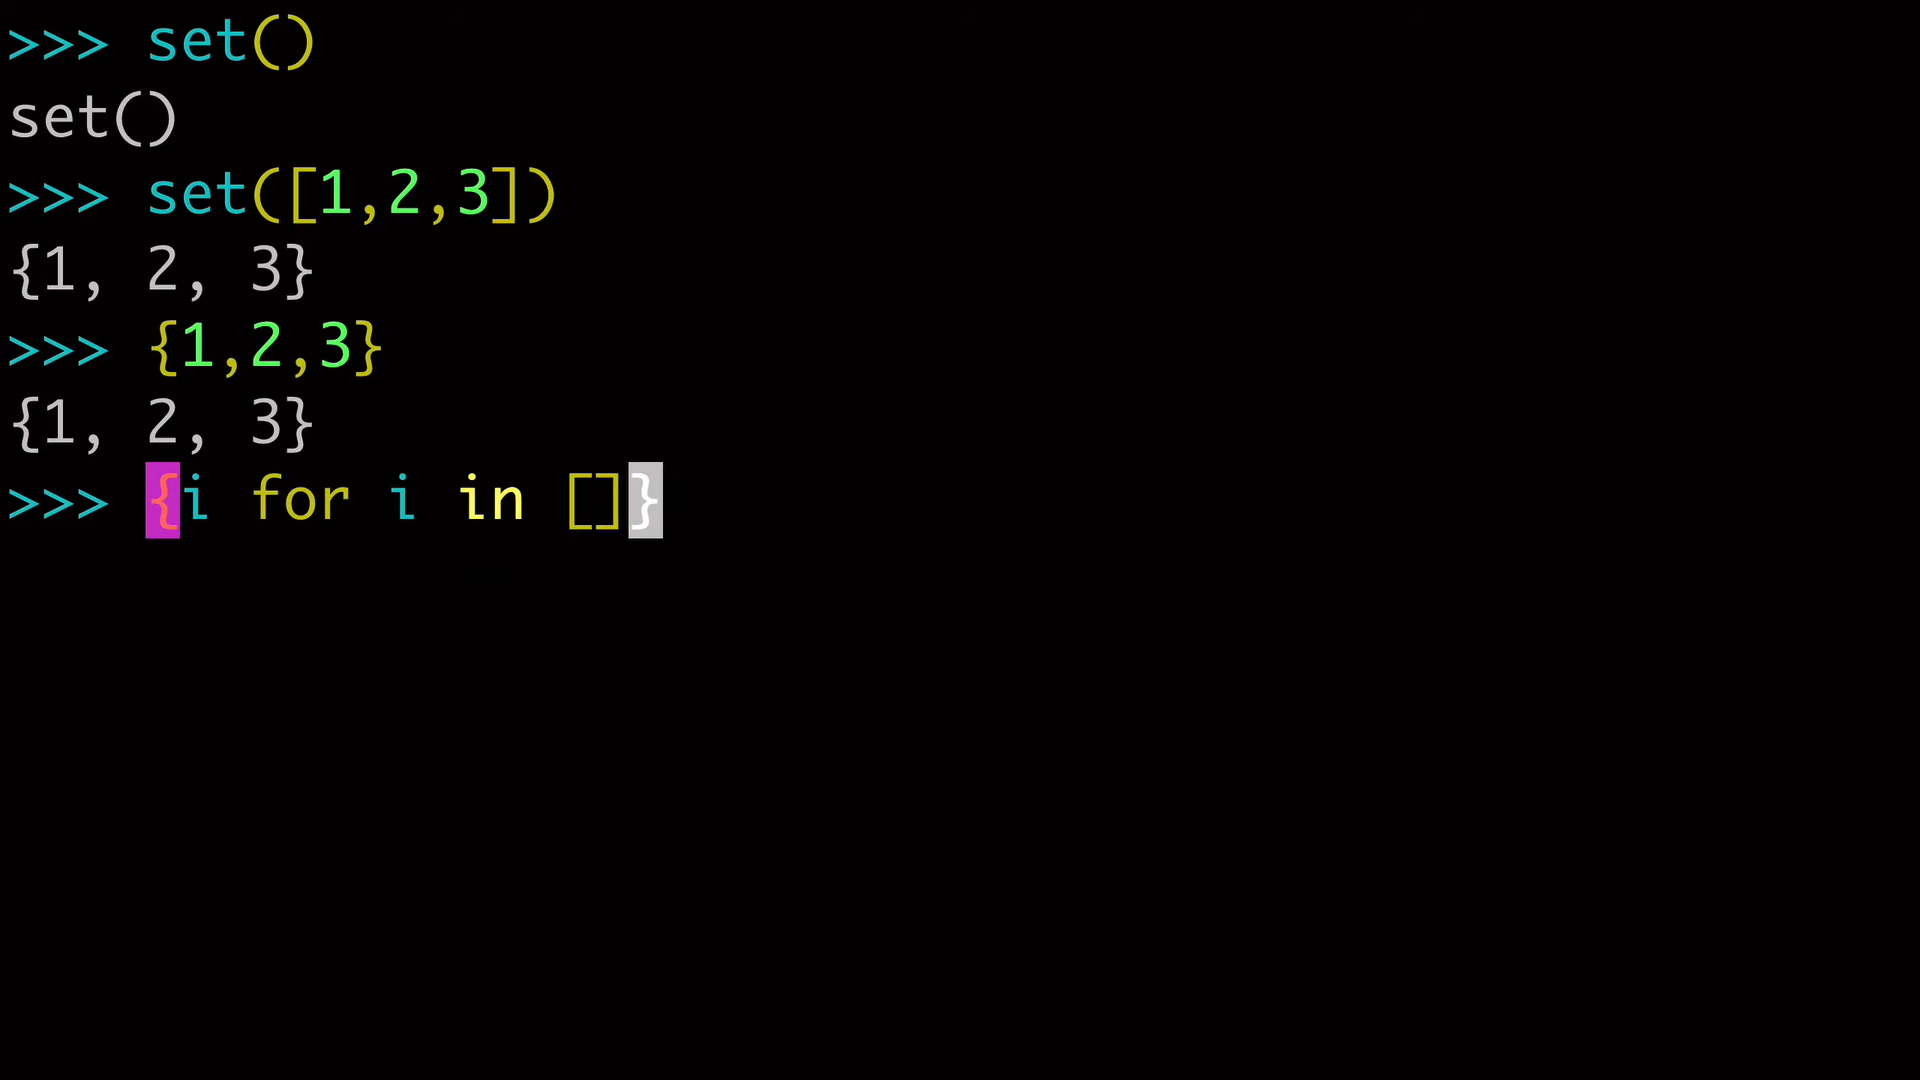 >>> set()
set()
>>> set([1,2,3])
{1, 2, 3}
>>> {1,2,3}
{1, 2, 3}
>>> {i for i in []}